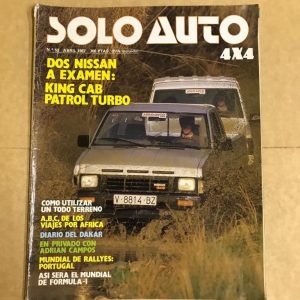 SOLO AUTO
4X4
ABRIL 1987
DOS NISSAN
A EXAMEN:
KING CAB
PATROL TURBO
V-8814-BZ
COMO UTILIZAR
UN TODO TERRENO
A,B,C, DE LOS
VIAJES POR AFRICA
DIARIO DEL DAKAR
EN PRIVADO CON
ADRIAN CAMPOS
MUNDIAL DE RALLYES:
PORTUGAL
ASI SERA EL MUNDIAL
DE FORMULA-1